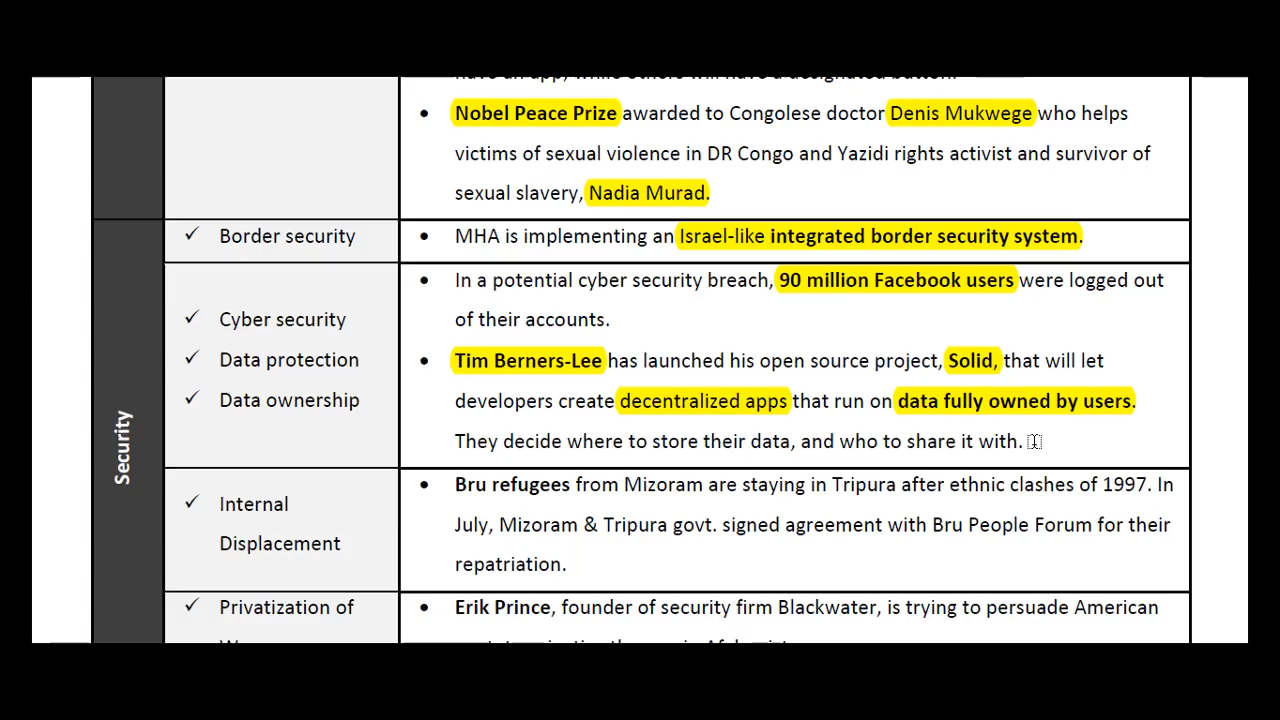 Nobel Peace Prize awarded to Congolese doctor Denis Mukwege who helps
victims of sexual violence in DR Congo and Yazidi rights activist and survivor of
sexual slavery, Nadia Murad.
Security
✓ Border security
• MHA is implementing an Israel-like integrated border security system.
✓ Cyber security
✓ Data protection
✓ Data ownership
• In a potential cyber security breach, 90 million Facebook users were logged out
of their accounts.
• Tim Berners-Lee has launched his open source project, Solid, that will let
developers create decentralized apps that run on data fully owned by users.
They decide where to store their data, and who to share it with.
✓ Internal
Displacement
• Bru refugees from Mizoram are staying in Tripura after ethnic clashes of 1997. In
July, Mizoram & Tripura govt. signed agreement with Bru People Forum for their
repatriation.
✓ Privatization of
• Erik Prince, founder of security firm Blackwater, is trying to persuade American